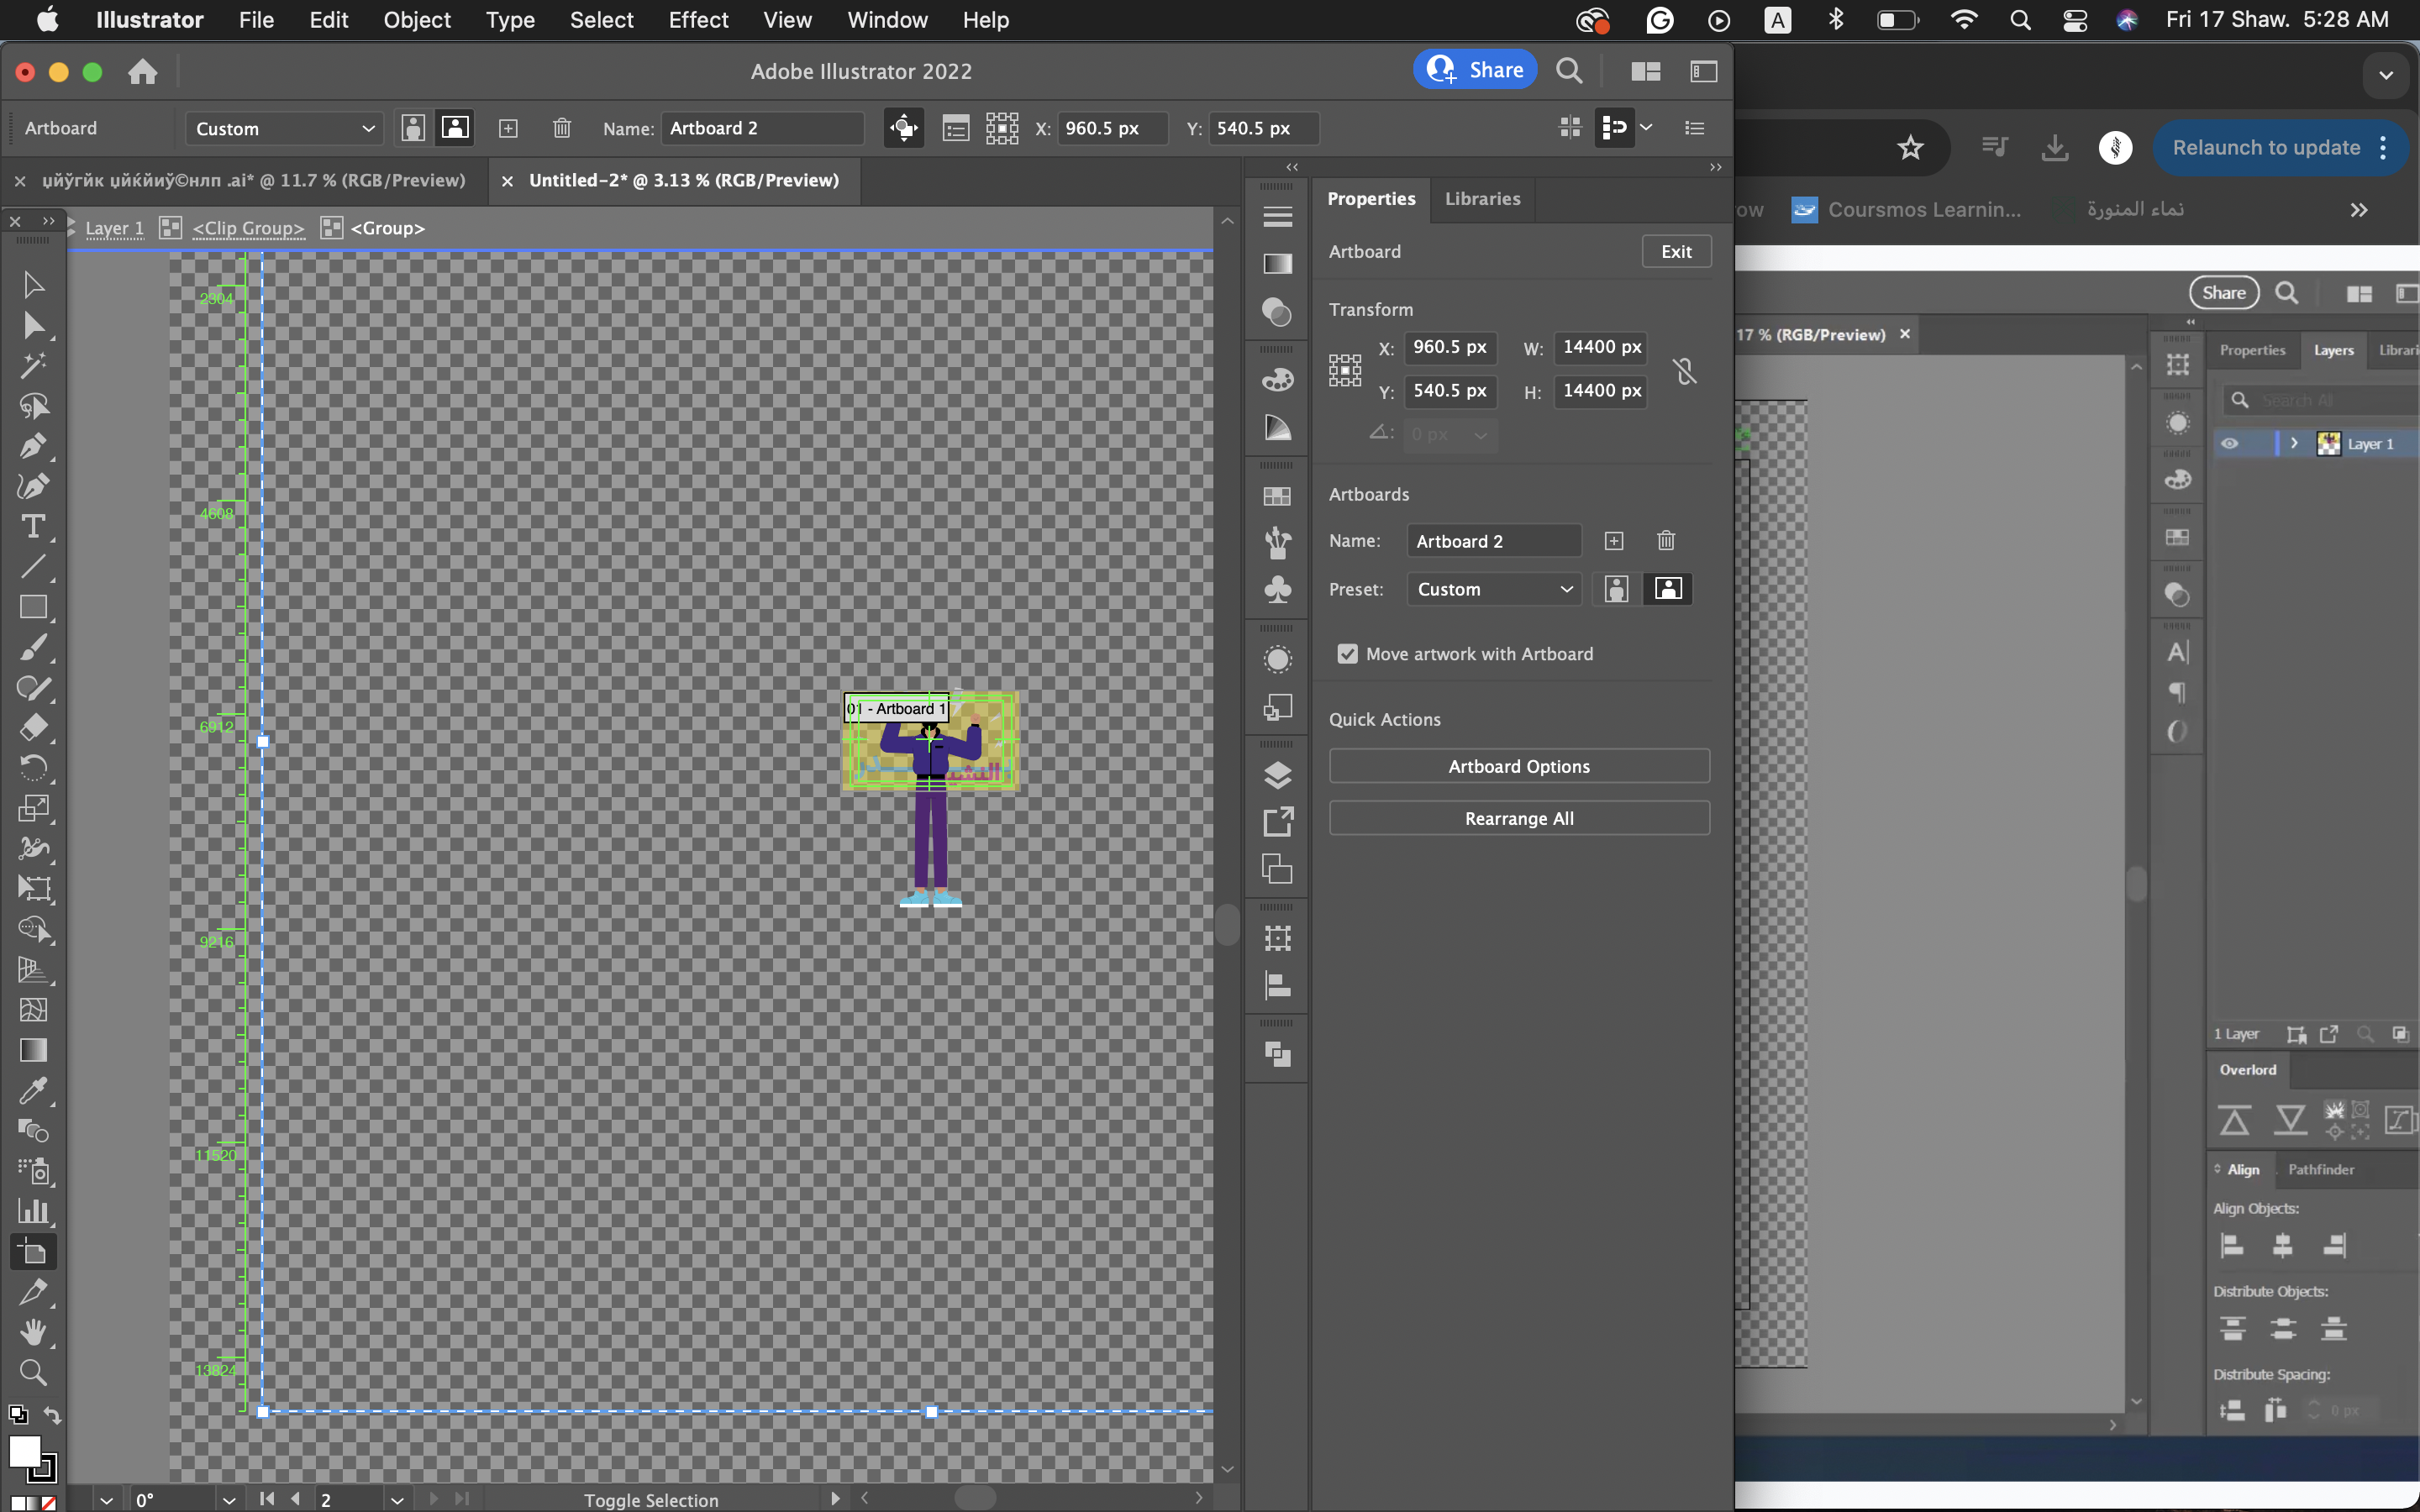 Illustrator File Edit Object Type Select Effect View Window Help
A
Fri 17 Shaw. 5:28 AM
Adobe Illustrator 2022
Share
Artboard
Custom
Name: Artboard 2
X: 960.5 px
Y: 540.5 px
Relaunch to update
Untitled-2* @ 3.13 % (RGB/Preview)
.ai* @ 11.7 % (RGB/Preview)
Layer 1 <Clip Group> <Group>
Properties Libraries
Artboard
Exit
Transform
X: 960.5 px W: 14400 px
Y: 540.5 px H: 14400 px
0 px
Artboards
Name: Artboard 2
Preset: Custom
Move artwork with Artboard
Quick Actions
Artboard Options
Rearrange All
2304
4608
6912
9216
11520
13824
01 - Artboard 1
0°
2
Toggle Selection
ow
Coursmos Learnin...
نماء المنورة
Share
17 % (RGB/Preview)
Properties Layers Librari
Search All
Layer 1
1 Layer
Overlord
Align Pathfinder
Align Objects:
Distribute Objects:
Distribute Spacing:
0 px